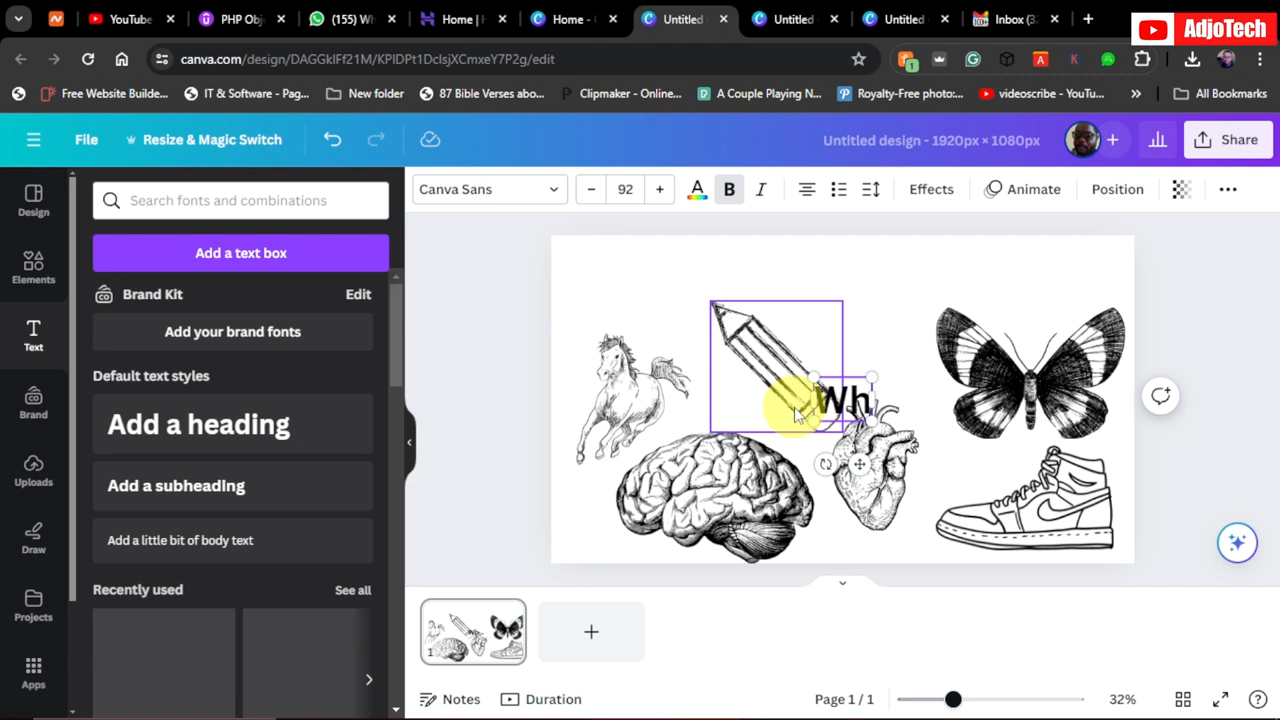 YouTube
PHP Obj
(155) Wh
Home |
Home -
Untitled
Untitled
Untitled
Inbox (3
AdjoTech
canva.com/design/DAGGkIFf21M/KPIDPt1DcfsjXCmxeY7P2g/edit
1
Free Website Builde...
IT & Software - Pag...
New folder
87 Bible Verses abo...
Clipmaker - Online...
A Couple Playing N...
Royalty-Free photo:...
videoscribe - YouTu...
All Bookmarks
File
Resize & Magic Switch
Untitled design - 1920px × 1080px
Share
Design
Elements
Text
Brand
Uploads
Draw
Projects
Apps
Search fonts and combinations
Add a text box
Brand Kit
Edit
Add your brand fonts
Default text styles
Add a heading
Add a subheading
Add a little bit of body text
Recently used
See all
Canva Sans
92
A
B
I
Effects
Animate
Position
Wh
1
Notes
Duration
Page 1 / 1
32%